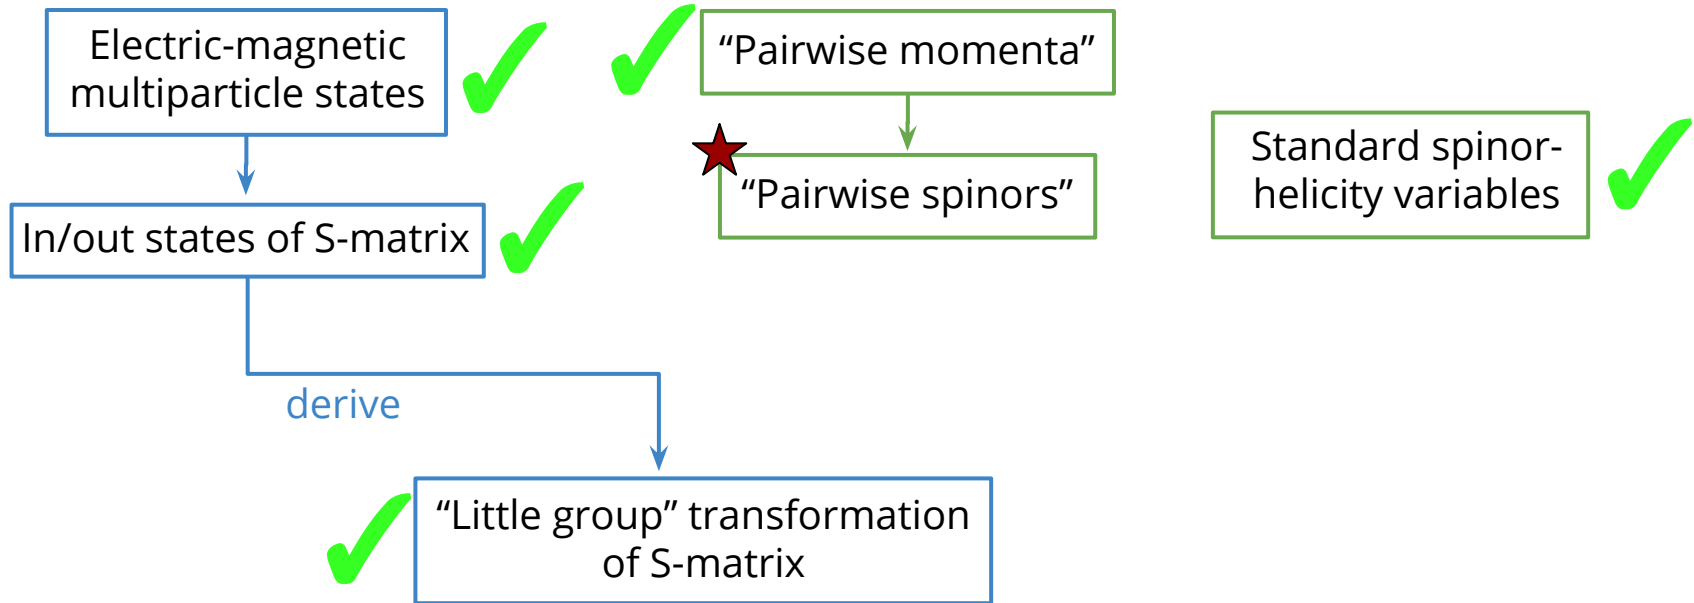 Electric-magnetic
multiparticle states
“Pairwise momenta”
Standard spinor-
helicity variables
“Pairwise spinors”
In/out states of S-matrix
derive
“Little group” transformation
of S-matrix